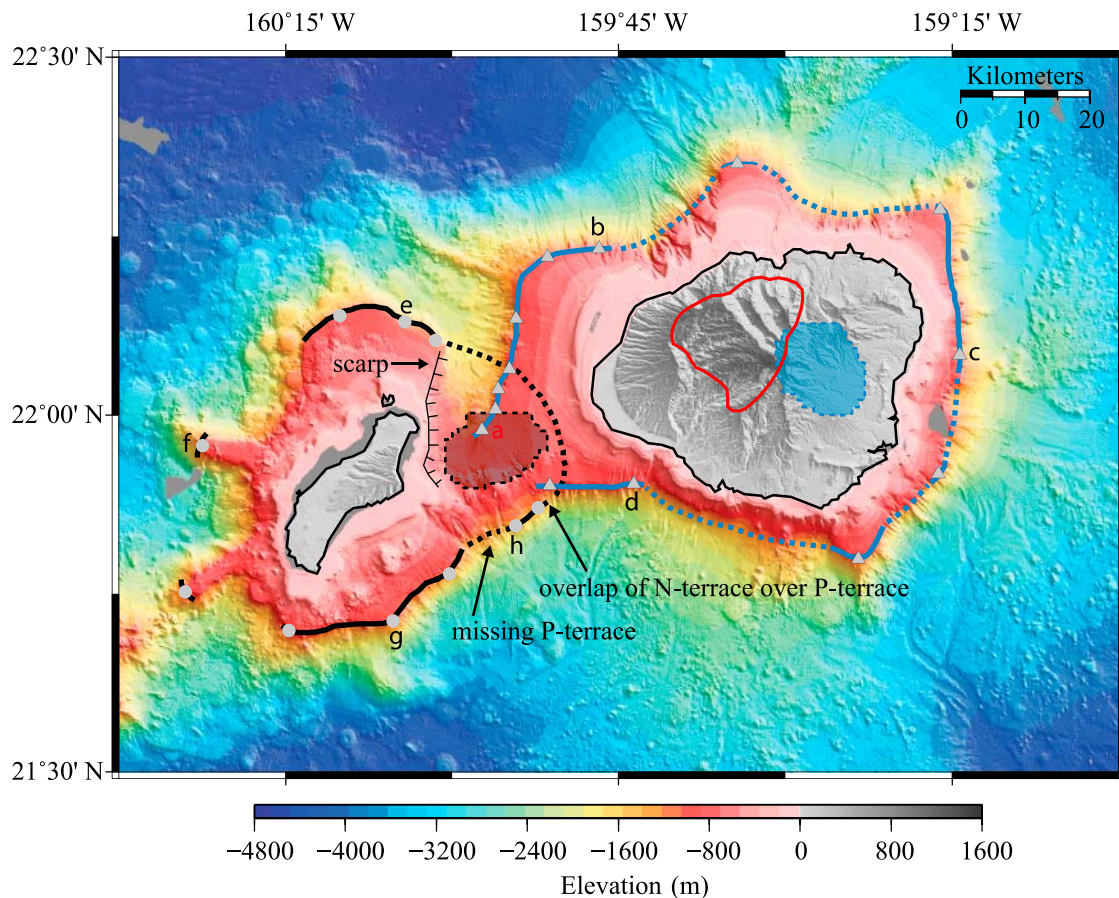 160˚15' W
159˚45' W
159˚15' W
22˚30' N
Kilometers
0 10 20
b
e
scarp
c
22˚00' N
a
f
d
h
overlap of N-terrace over P-terrace
g
missing P-terrace
21˚30' N
−4800 −4000 −3200 −2400 −1600 −800 0 800 1600
Elevation (m)